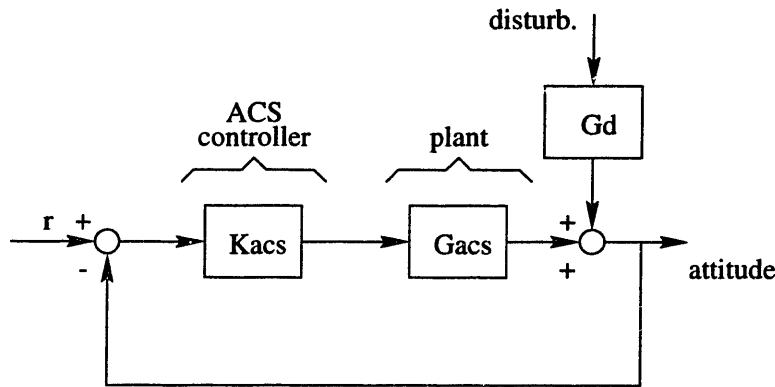 disturb.
Gd
ACS
controller
plant
r
+
-
Kacs
Gacs
+
+
attitude